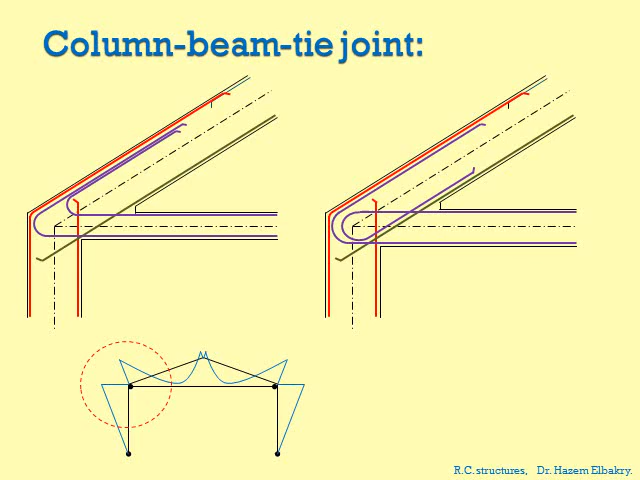 Column-beam-tie joint:
M
R.C. structures, Dr. Hazem Elbakry.